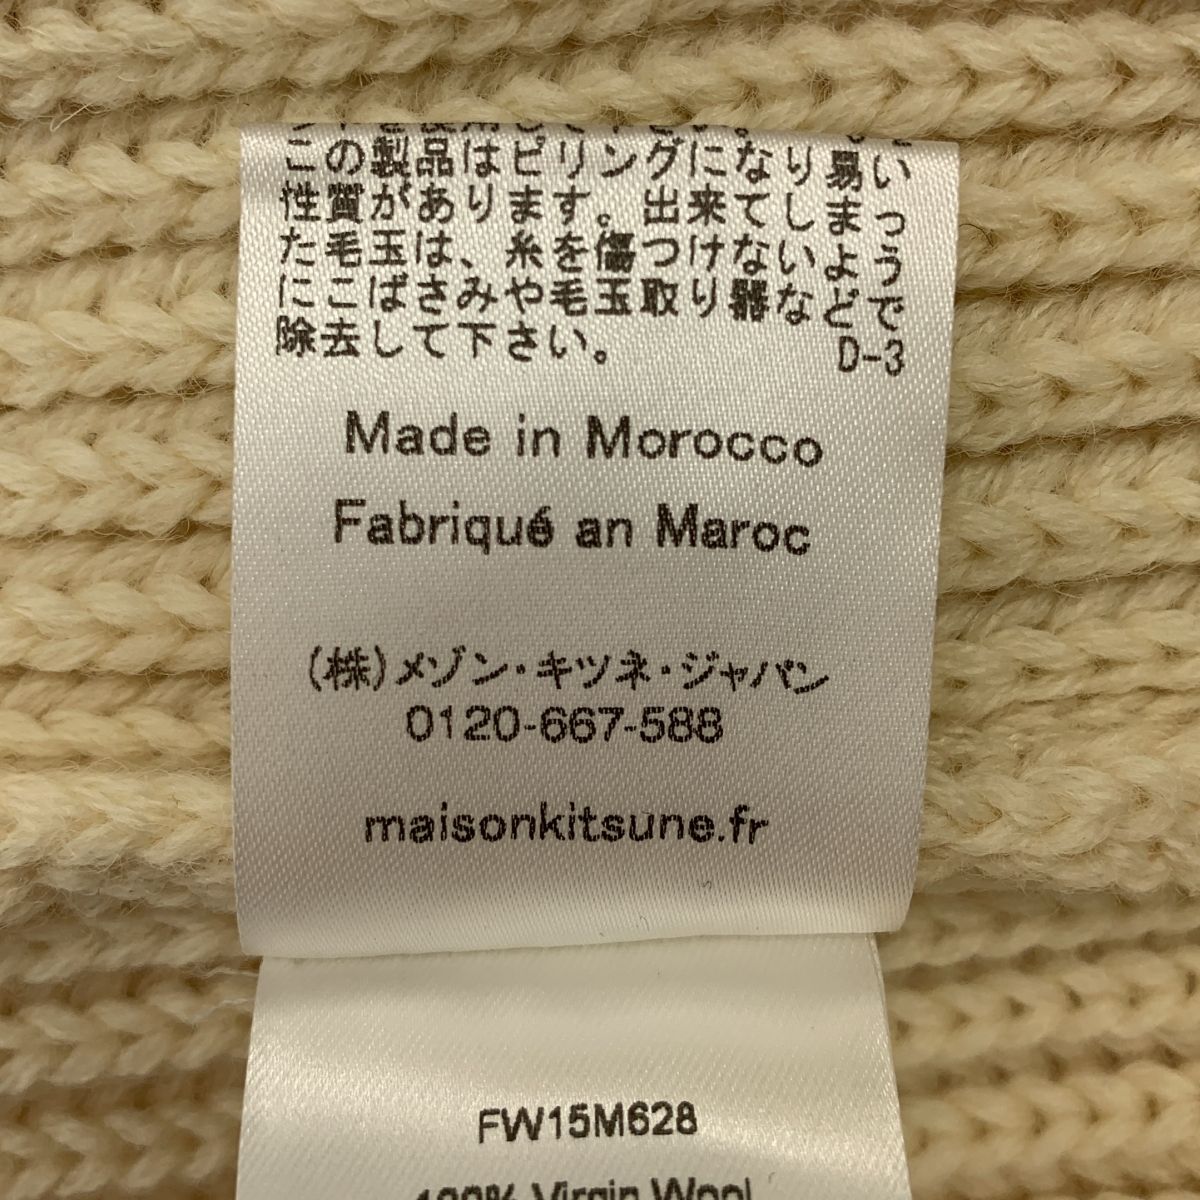 この製品はピリングになり易い
性質があります。出来てしまっ
た毛玉は、糸を傷つけないよう
にこばさみや毛玉取り器などで
除去して下さい。
D-3
Made in Morocco
Fabriqué an Maroc
(株)メゾン・キツネ・ジャパン
0120-667-588
maisonkitsune.fr
FW15M628
100% Virgin Wool